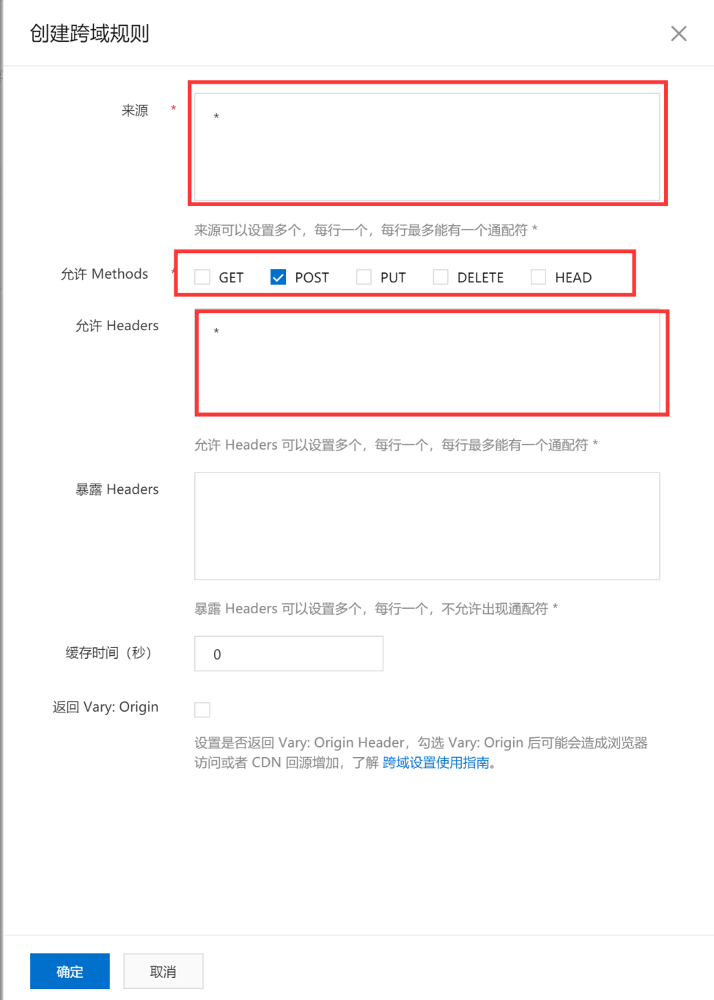 创建跨域规则
来源 *
*
来源可以设置多个，每行一个，每行最多能有一个通配符 *
允许 Methods * GET POST PUT DELETE HEAD
允许 Headers
*
允许 Headers 可以设置多个，每行一个，每行最多能有一个通配符 *
暴露 Headers
暴露 Headers 可以设置多个，每行一个，不允许出现通配符 *
缓存时间（秒） 0
返回 Vary: Origin
设置是否返回 Vary: Origin Header，勾选 Vary: Origin 后可能会造成浏览器
访问或者 CDN 回源增加，了解 跨域设置使用指南。
确定 取消